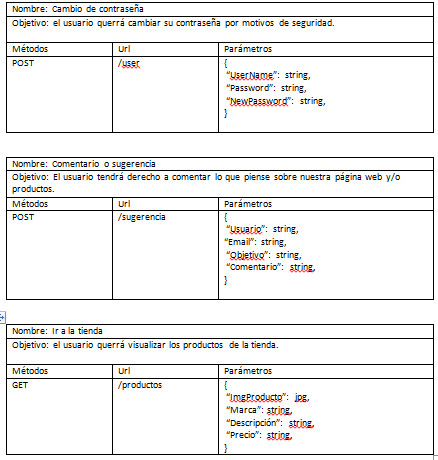 Nombre: Cambio de contraseña
Objetivo: el usuario querrá cambiar su contraseña por motivos de seguridad.
Métodos Url Parámetros
POST /user {
"UserName": string,
"Password": string,
"NewPassword": string,
}
Nombre: Comentario o sugerencia
Objetivo: El usuario tendrá derecho a comentar lo que piense sobre nuestra página web y/o
productos.
Métodos Url Parámetros
POST /sugerencia {
"Usuario": string,
"Email": string,
"Objetivo": string,
"Comentario": string,
}
Nombre: Ir a la tienda
Objetivo: el usuario querrá visualizar los productos de la tienda.
Métodos Url Parámetros
GET /productos {
"ImgProducto": jpg,
"Marca": string,
"Descripción": string,
"Precio": string,
}